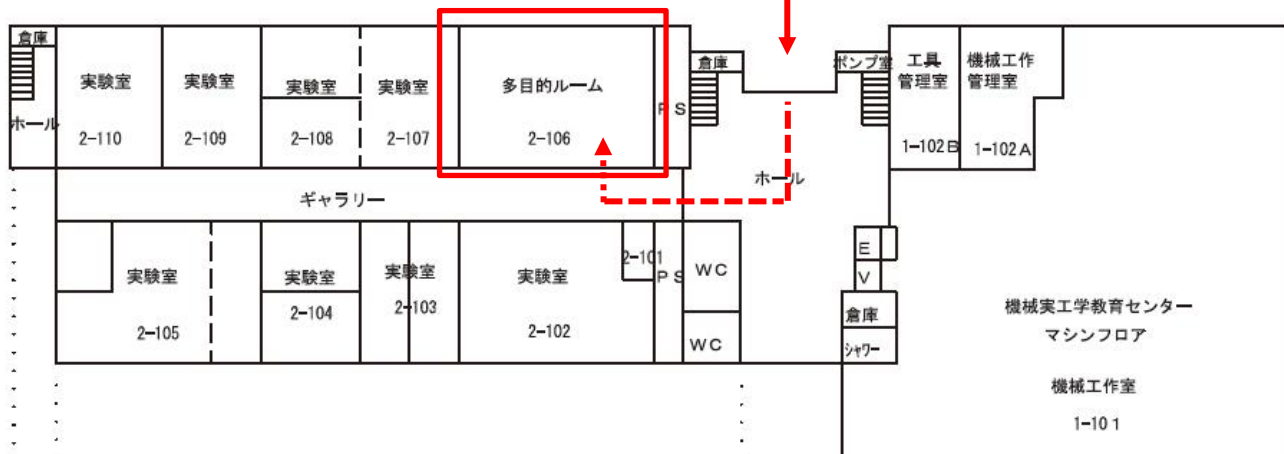 倉庫
ホール
実験室
2-110
実験室
2-109
実験室
2-108
実験室
2-107
多目的ルーム
2-106
ＰＳ
倉庫
ポンプ室
工具
管理室
1-102B
機械工作
管理室
1-102A
ホール
ギャラリー
実験室
2-105
実験室
2-104
実験室
2-103
実験室
2-102
2-101
ＰＳ
ＷＣ
ＷＣ
Ｅ
Ｖ
倉庫
シャワー
機械実工学教育センター
マシンフロア
機械工作室
1-101